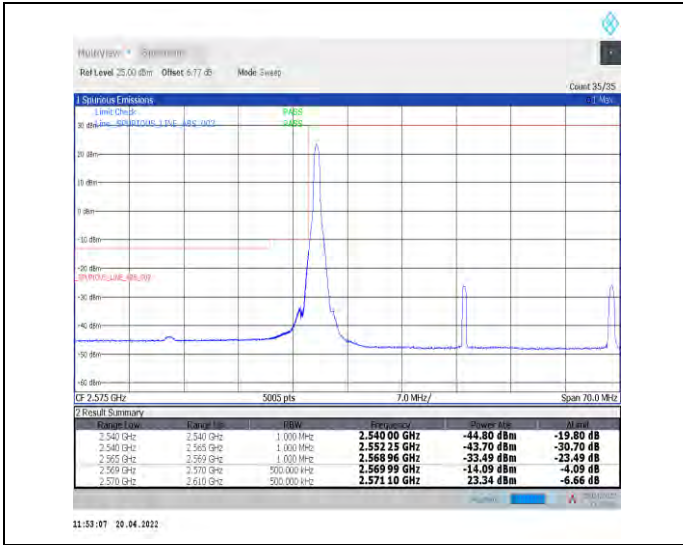 MultiView Spectrum
Ref Level 25.00 dBm Offset 6.77 dB Mode Sweep
Count 35/35
1 Spurious Emissions
Limit Check PASS
Line _SPURIOUS_LINE_ABS_002 PASS
30 dBm
20 dBm
10 dBm
0 dBm
-10 dBm
-20 dBm
_SPURIOUS_LINE_ABS_002
-30 dBm
-40 dBm
-50 dBm
-60 dBm
CF 2.575 GHz 5005 pts 7.0 MHz/ Span 70.0 MHz
2 Result Summary
Range Low Range Up RBW Frequency Power Abs ΔLimit
2.540 GHz 2.540 GHz 1.000 MHz 2.540 00 GHz -44.80 dBm -19.80 dB
2.540 GHz 2.565 GHz 1.000 MHz 2.552 25 GHz -43.70 dBm -30.70 dB
2.565 GHz 2.569 GHz 1.000 MHz 2.568 96 GHz -33.49 dBm -23.49 dB
2.569 GHz 2.570 GHz 500.000 kHz 2.569 99 GHz -14.09 dBm -4.09 dB
2.570 GHz 2.610 GHz 500.000 kHz 2.571 10 GHz 23.34 dBm -6.66 dB
11:53:07 20.04.2022